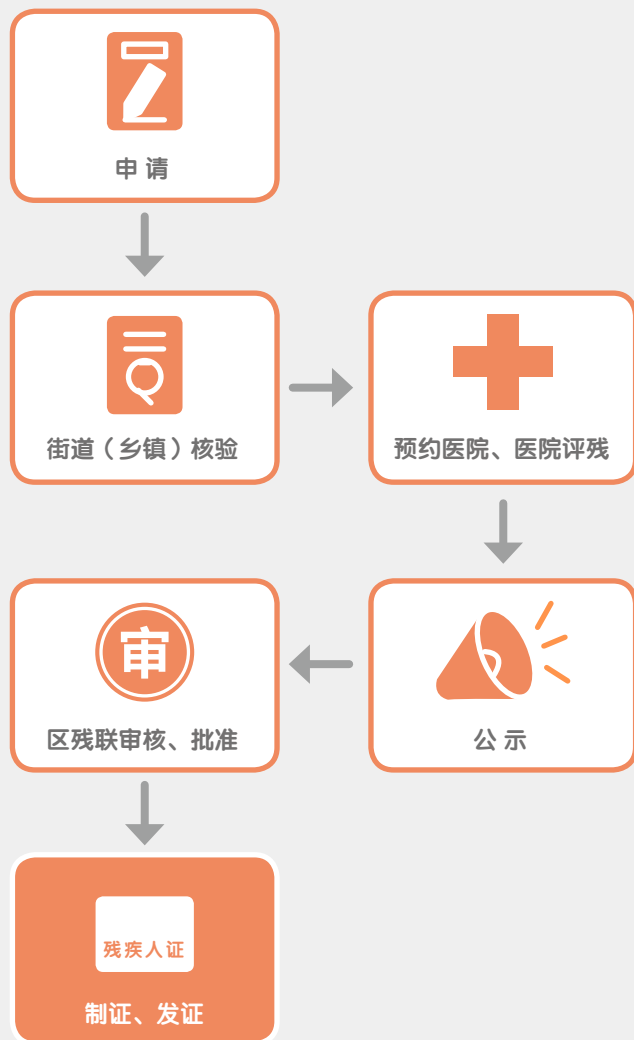 申请
街道（乡镇）核验
预约医院、医院评残
公示
审
区残联审核、批准
残疾人证
制证、发证